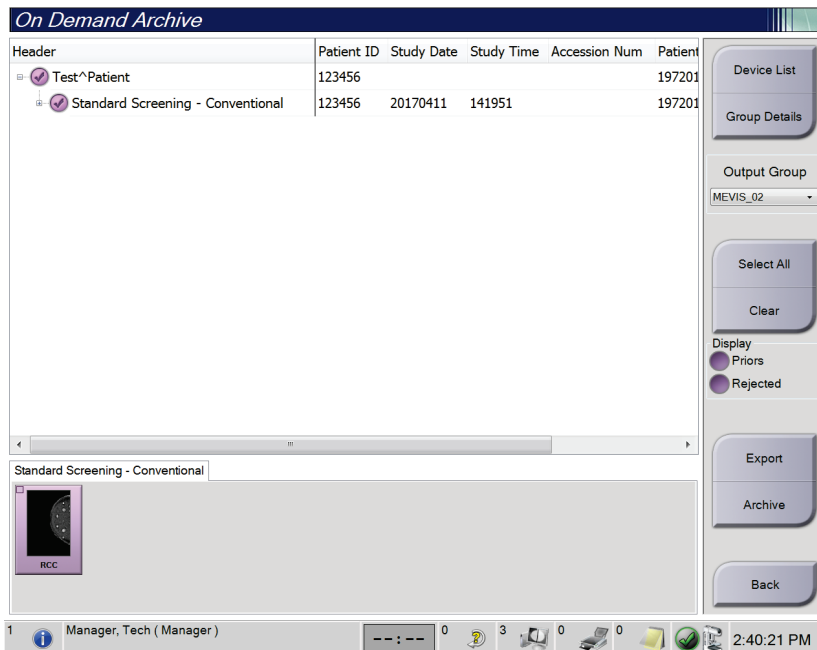 On Demand Archive
Header Patient ID Study Date Study Time Accession Num Patient
Test^Patient 123456 197201
Standard Screening - Conventional 123456 20170411 141951 197201
Device List
Group Details
Output Group
MEVIS_02
Select All
Clear
Display
Priors
Rejected
Export
Archive
Back
Standard Screening - Conventional
RCC
1 Manager, Tech ( Manager ) --:-- 0 3 0 0 2:40:21 PM